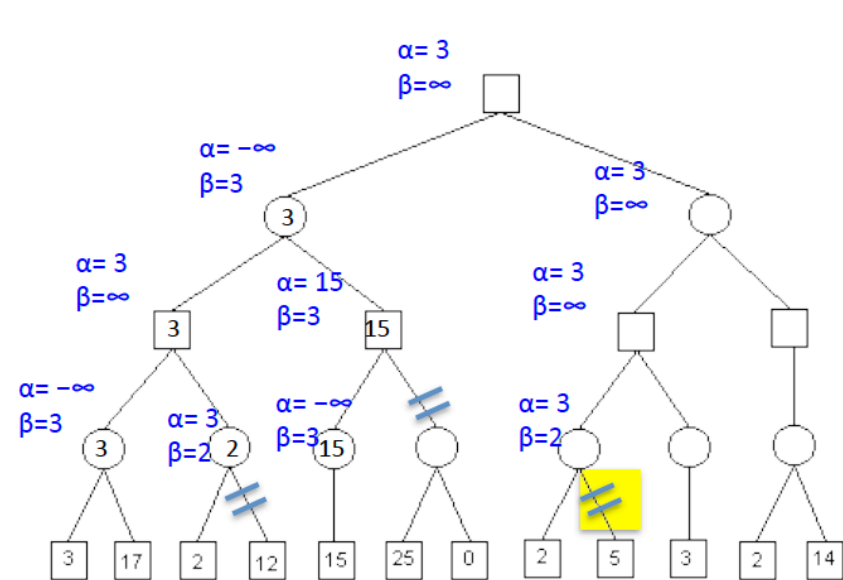 α= 3
β=∞
α= −∞
β=3
α= 3
β=∞
3
α= 3
β=∞
α= 15
β=3
α= 3
β=∞
3
15
α= −∞
β=3
α= 3
β=2
α= −∞
β=3
α= 3
β=2
3
2
15
3
17
2
12
15
25
0
2
5
3
2
14